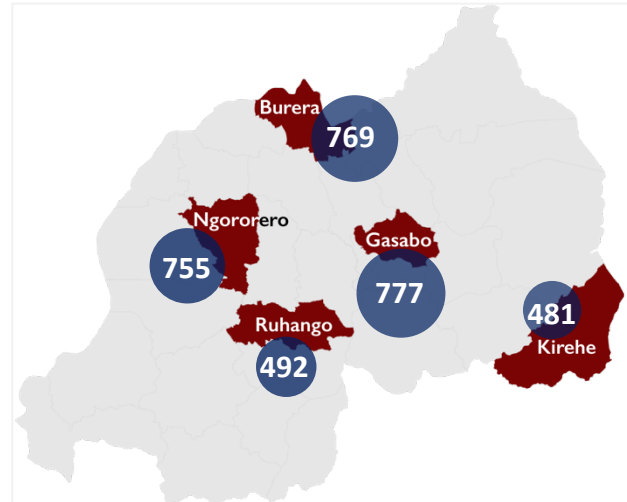 Burera
769
Ngororero
Gasabo
755
777
481
Ruhango
Kirehe
492